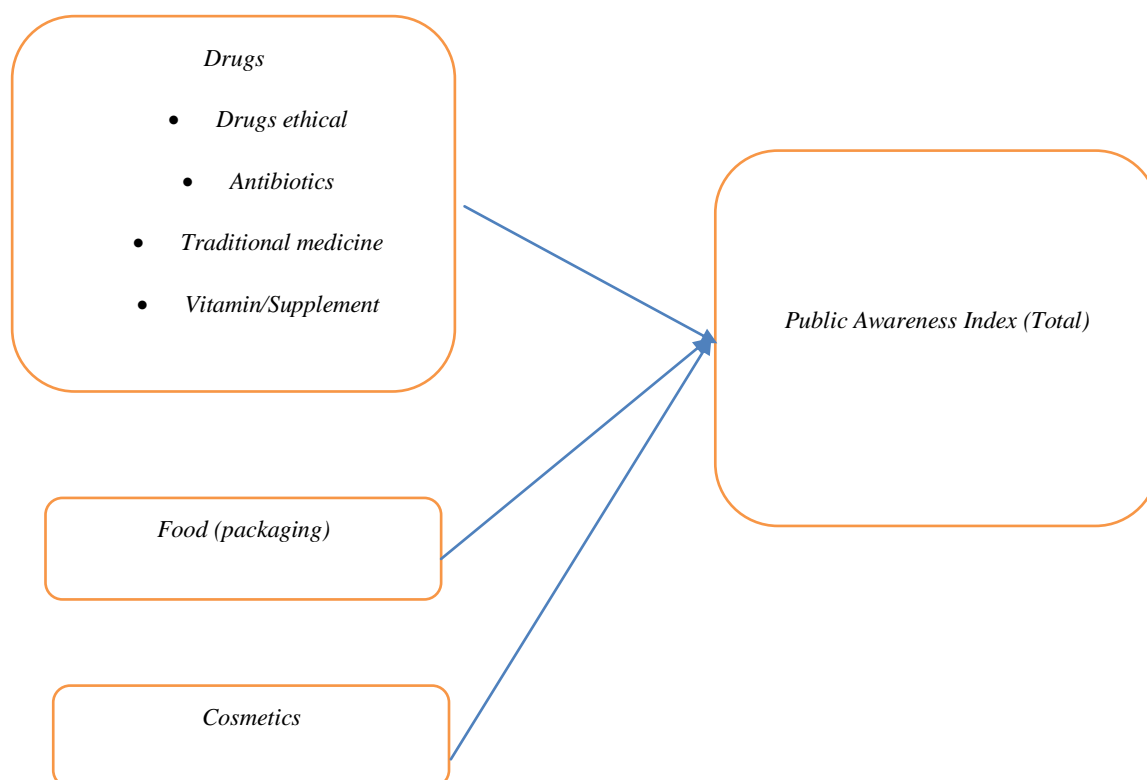 Drugs
• Drugs ethical
• Antibiotics
• Traditional medicine
• Vitamin/Supplement
Public Awareness Index (Total)
Food (packaging)
Cosmetics